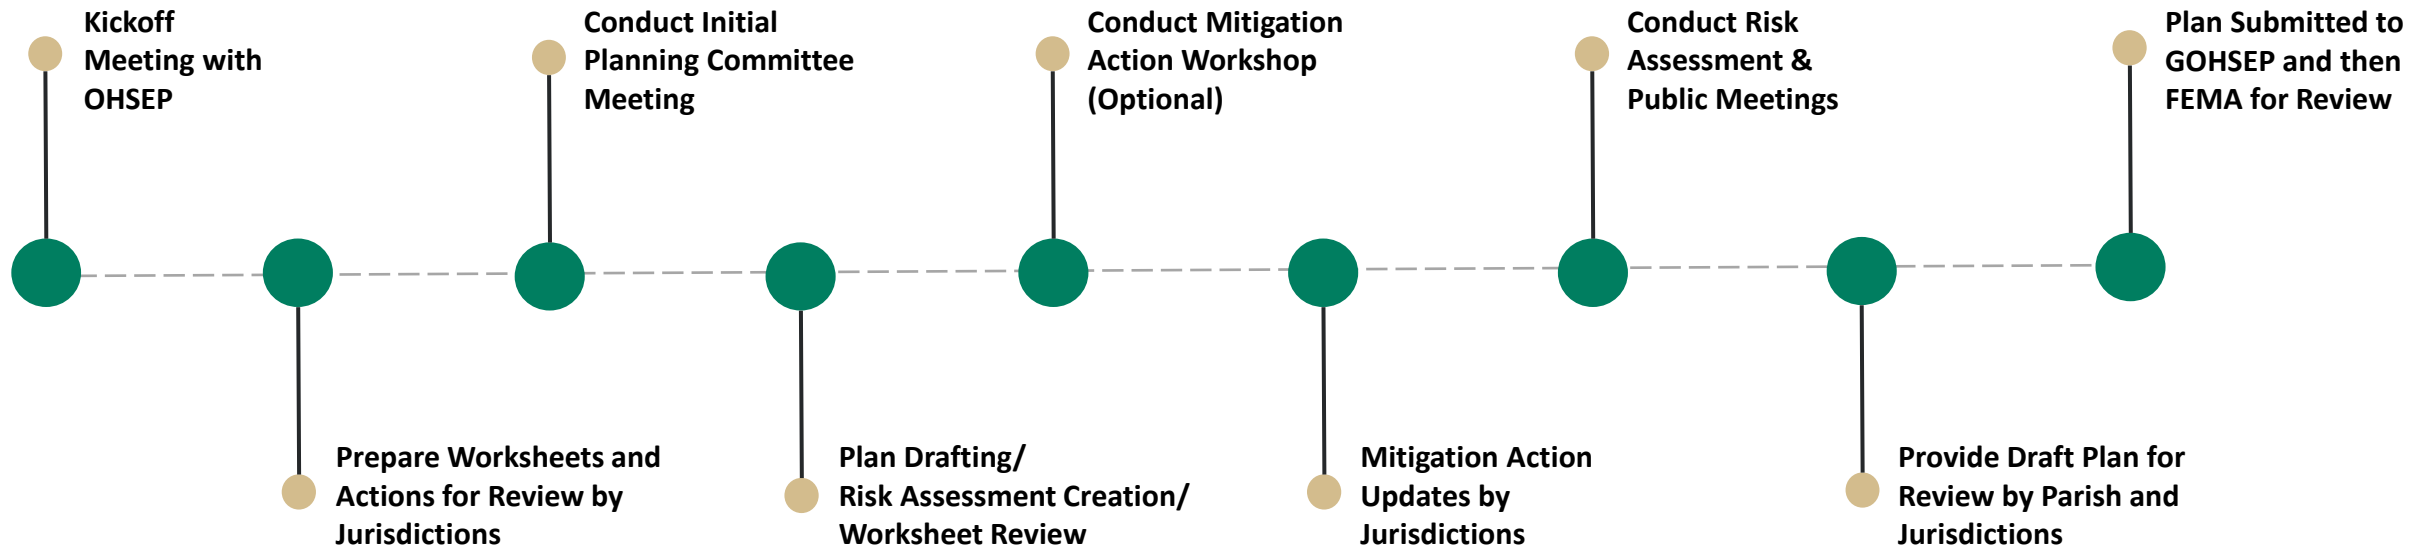 Kickoff
Meeting with
OHSEP
Prepare Worksheets and
Actions for Review by
Jurisdictions
Conduct Initial
Planning Committee
Meeting
Plan Drafting/
Risk Assessment Creation/
Worksheet Review
Conduct Mitigation
Action Workshop
(Optional)
Mitigation Action
Updates by
Jurisdictions
Conduct Risk
Assessment &
Public Meetings
Provide Draft Plan for
Review by Parish and
Jurisdictions
Plan Submitted to
GOHSEP and then
FEMA for Review